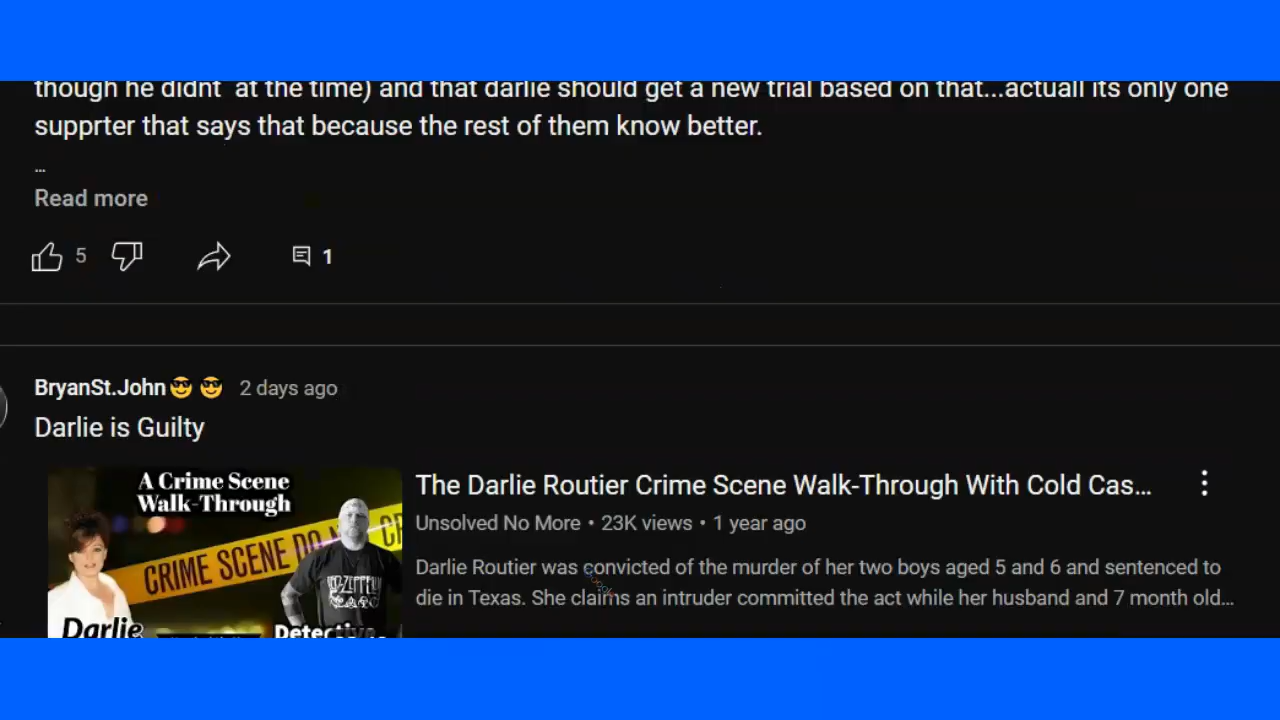 though he didnt at the time) and that darlie should get a new trial based on that...actuall its only one
supprter that says that because the rest of them know better.
...
Read more
5
1
BryanSt.John😎 😎 2 days ago
Darlie is Guilty
A Crime Scene
Walk-Through
CRIME SCENE DO N
CR
LED-ZEPPELIN
Darlie
Detective
The Darlie Routier Crime Scene Walk-Through With Cold Cas...
Unsolved No More • 23K views • 1 year ago
Darlie Routier was convicted of the murder of her two boys aged 5 and 6 and sentenced to
die in Texas. She claims an intruder committed the act while her husband and 7 month old...